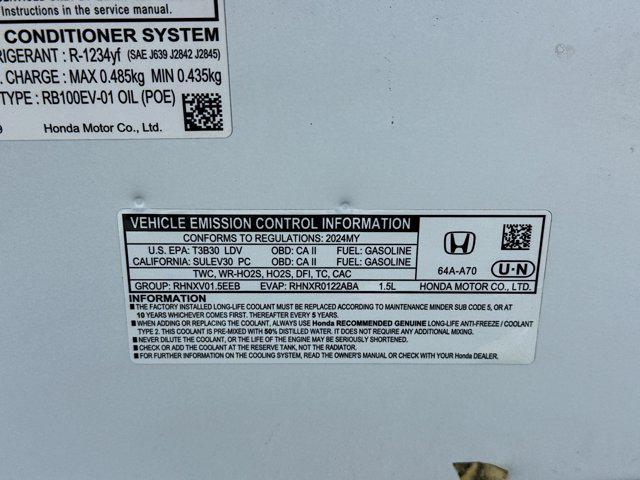 Instructions in the service manual.
CONDITIONER SYSTEM
FRIGERANT : R-1234yf (SAE J639 J2842 J2845)
CHARGE : MAX 0.485kg MIN 0.435kg
TYPE : RB100EV-01 OIL (POE)
Honda Motor Co., Ltd.
VEHICLE EMISSION CONTROL INFORMATION
CONFORMS TO REGULATIONS: 2024MY
U.S. EPA: T3B30 LDV OBD: CA II FUEL: GASOLINE
CALIFORNIA: SULEV30 PC OBD: CA II FUEL: GASOLINE
TWC, WR-HO2S, HO2S, DFI, TC, CAC
GROUP: RHNXV01.5EEB EVAP: RHNXR0122ABA 1.5L
64A-A70
U·N
HONDA MOTOR CO., LTD.
INFORMATION
■ THE FACTORY INSTALLED LONG-LIFE COOLANT MUST BE REPLACED ACCORDING TO MAINTENANCE MINDER SUB CODE 5, OR AT
10 YEARS WHICHEVER COMES FIRST. THEREAFTER EVERY 5 YEARS.
■ WHEN ADDING OR REPLACING THE COOLANT, ALWAYS USE Honda RECOMMENDED GENUINE LONG-LIFE ANTI-FREEZE / COOLANT
TYPE 2. THIS COOLANT IS PRE-MIXED WITH 50% DISTILLED WATER. IT DOES NOT REQUIRE ANY ADDITIONAL MIXING.
■ NEVER DILUTE THE COOLANT, OR THE LIFE OF THE ENGINE MAY BE SERIOUSLY SHORTENED.
■ CHECK OR ADD THE COOLANT AT THE RESERVE TANK, NOT THE RADIATOR.
■ FOR FURTHER INFORMATION ON THE COOLING SYSTEM, READ THE OWNER'S MANUAL OR CHECK WITH YOUR Honda DEALER.